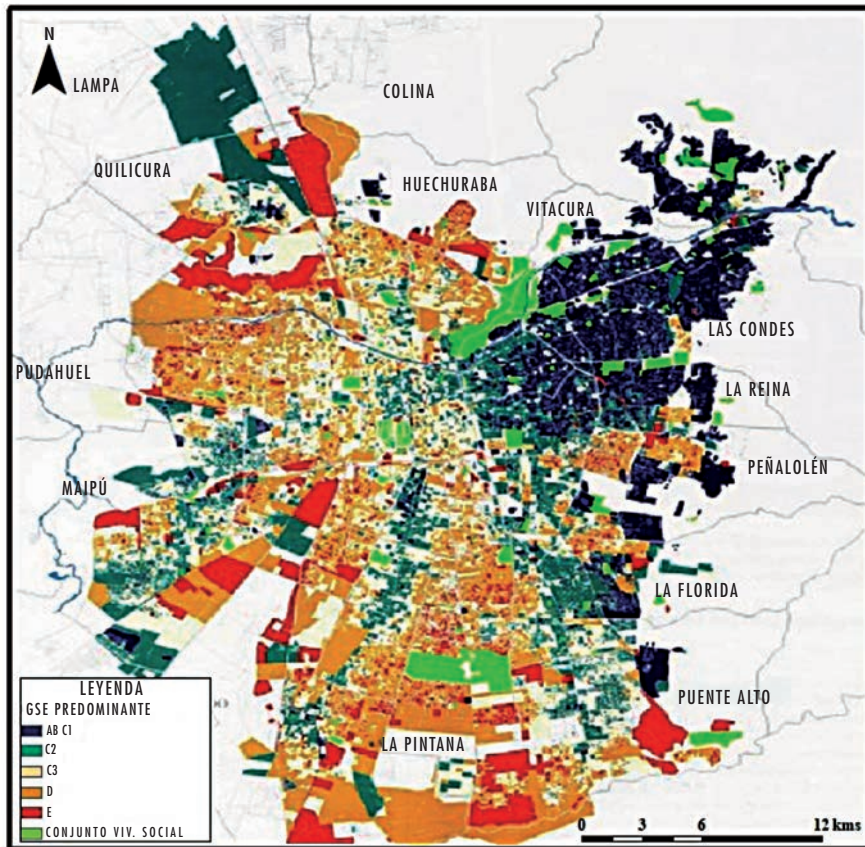 N
LAMPA
COLINA
QUILICURA
HUECHURABA
VITACURA
LAS CONDES
PUDAHUEL
LA REINA
PEÑALOLÉN
MAIPÚ
LA FLORIDA
PUENTE ALTO
LA PINTANA
LEYENDA
GSE PREDOMINANTE
AB C1
C2
C3
D
E
CONJUNTO VIV. SOCIAL
0 3 6 12 kms